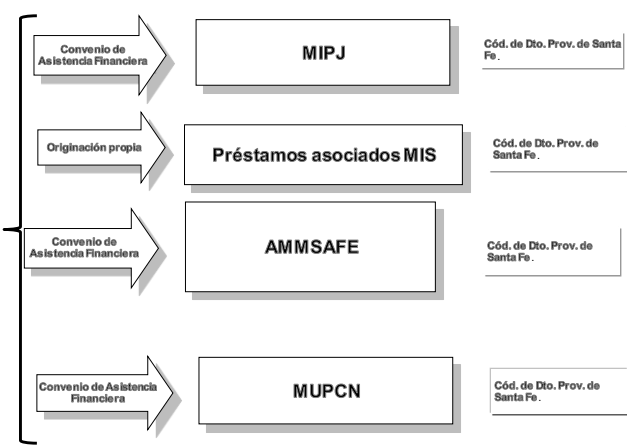 Convenio de
Asistencia Financiera
MIPJ
Cód. de Dto. Prov. de Santa
Fe.
Originación propia
Préstamos asociados MIS
Cód. de Dto. Prov. de
Santa Fe.
Convenio de
Asistencia Financiera
AMMSAFE
Cód. de Dto. Prov. de
Santa Fe.
Convenio de Asistencia
Financiera
MUPCN
Cód. de Dto. Prov. de
Santa Fe.